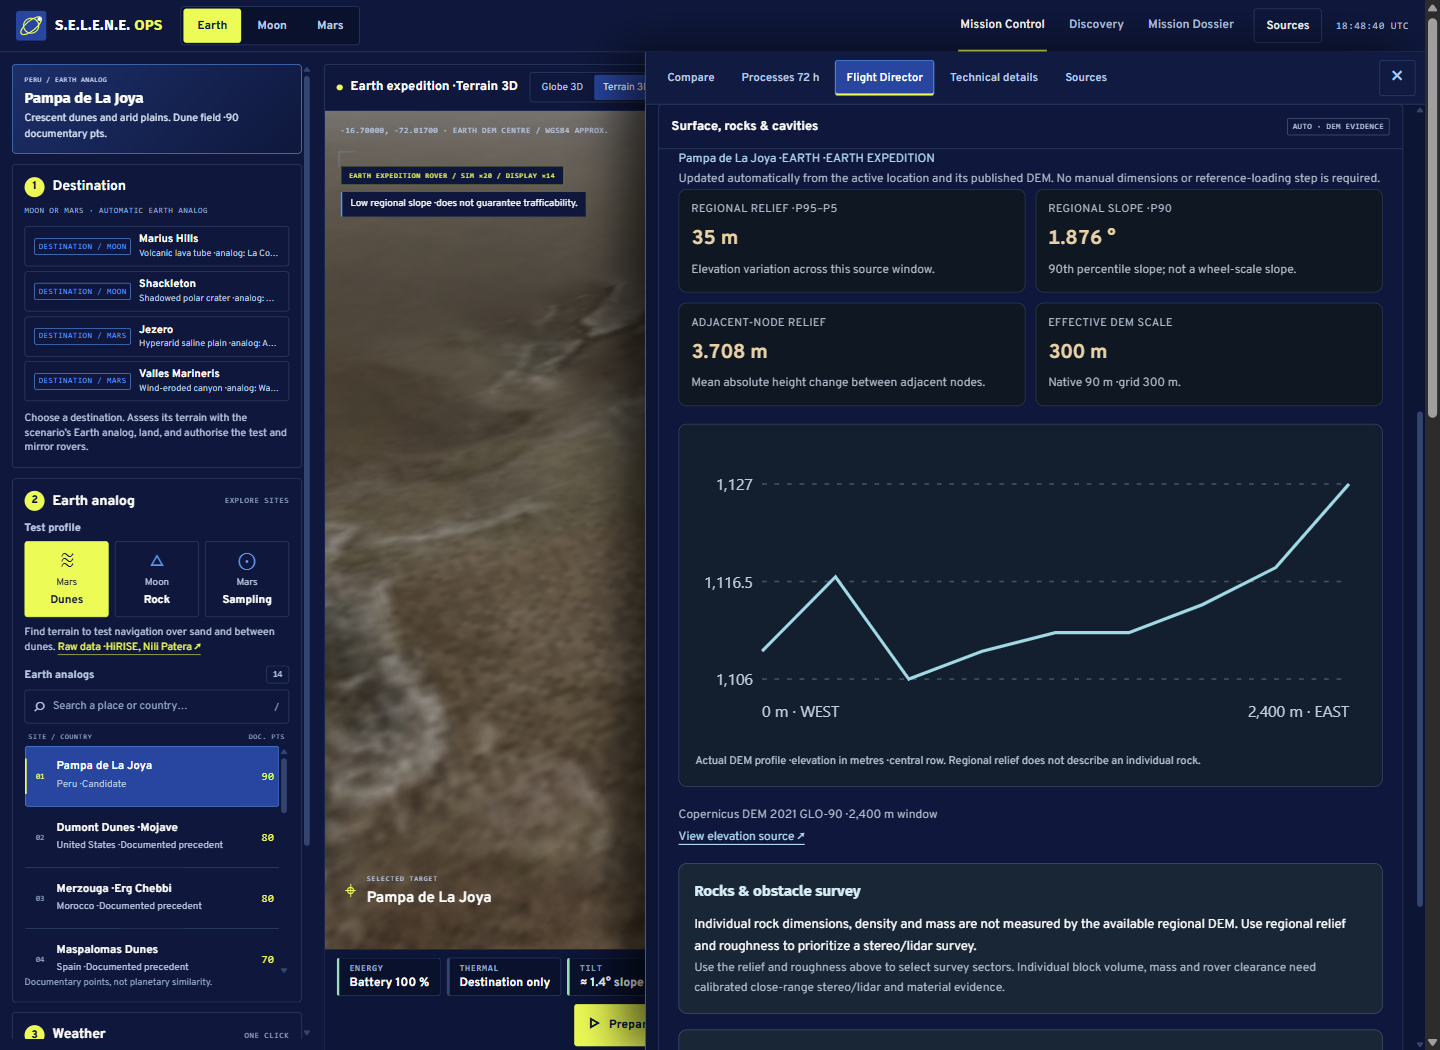 S.E.L.E.N.E. OPS
Earth
Moon
Mars
Mission Control
Discovery
Mission Dossier
Sources
18:48:40 UTC
PERU / EARTH ANALOG
Pampa de La Joya
Crescent dunes and arid plains. Dune field ·90
documentary pts.
1 Destination
MOON OR MARS · AUTOMATIC EARTH ANALOG
DESTINATION / MOON
Marius Hills
Volcanic lava tube ·analog: La Co...
DESTINATION / MOON
Shackleton
Shadowed polar crater ·analog: ...
DESTINATION / MARS
Jezero
Hyperarid saline plain ·analog: A...
DESTINATION / MARS
Valles Marineris
Wind-eroded canyon ·analog: Wa...
Choose a destination. Assess its terrain with the
scenario's Earth analog, land, and authorise the test and
mirror rovers.
2 Earth analog
EXPLORE SITES
Test profile
Mars
Dunes
Moon
Rock
Mars
Sampling
Find terrain to test navigation over sand and between
dunes. Raw data ·HiRISE, Nili Patera ↗
Earth analogs
14
Search a place or country...
/
SITE / COUNTRY
DOC. PTS
01
Pampa de La Joya
Peru ·Candidate
90
02
Dumont Dunes ·Mojave
United States ·Documented precedent
80
03
Merzouga ·Erg Chebbi
Morocco ·Documented precedent
80
04
Maspalomas Dunes
Spain ·Documented precedent
70
Documentary points, not planetary similarity.
3 Weather
ONE CLICK
Earth expedition ·Terrain 3D
Globe 3D
Terrain 3
-16.70000, -72.01700 · EARTH DEM CENTRE / WGS84 APPROX.
EARTH EXPEDITION ROVER / SIM ×20 / DISPLAY ×14
Low regional slope ·does not guarantee trafficability.
SELECTED TARGET
Pampa de La Joya
ENERGY
Battery 100 %
THERMAL
Destination only
TILT
≈ 1.4° slope
Prepar
Compare
Processes 72 h
Flight Director
Technical details
Sources
✕
Surface, rocks & cavities
AUTO · DEM EVIDENCE
Pampa de La Joya ·EARTH ·EARTH EXPEDITION
Updated automatically from the active location and its published DEM. No manual dimensions or reference-loading step is required.
REGIONAL RELIEF ·P95–P5
35 m
Elevation variation across this source window.
REGIONAL SLOPE ·P90
1.876 °
90th percentile slope; not a wheel-scale slope.
ADJACENT-NODE RELIEF
3.708 m
Mean absolute height change between adjacent nodes.
EFFECTIVE DEM SCALE
300 m
Native 90 m ·grid 300 m.
1,127
1,116.5
1,106
0 m · WEST
2,400 m · EAST
Actual DEM profile ·elevation in metres ·central row. Regional relief does not describe an individual rock.
Copernicus DEM 2021 GLO-90 ·2,400 m window
View elevation source ↗
Rocks & obstacle survey
Individual rock dimensions, density and mass are not measured by the available regional DEM. Use regional relief
and roughness to prioritize a stereo/lidar survey.
Use the relief and roughness above to select survey sectors. Individual block volume, mass and rover clearance need
calibrated close-range stereo/lidar and material evidence.